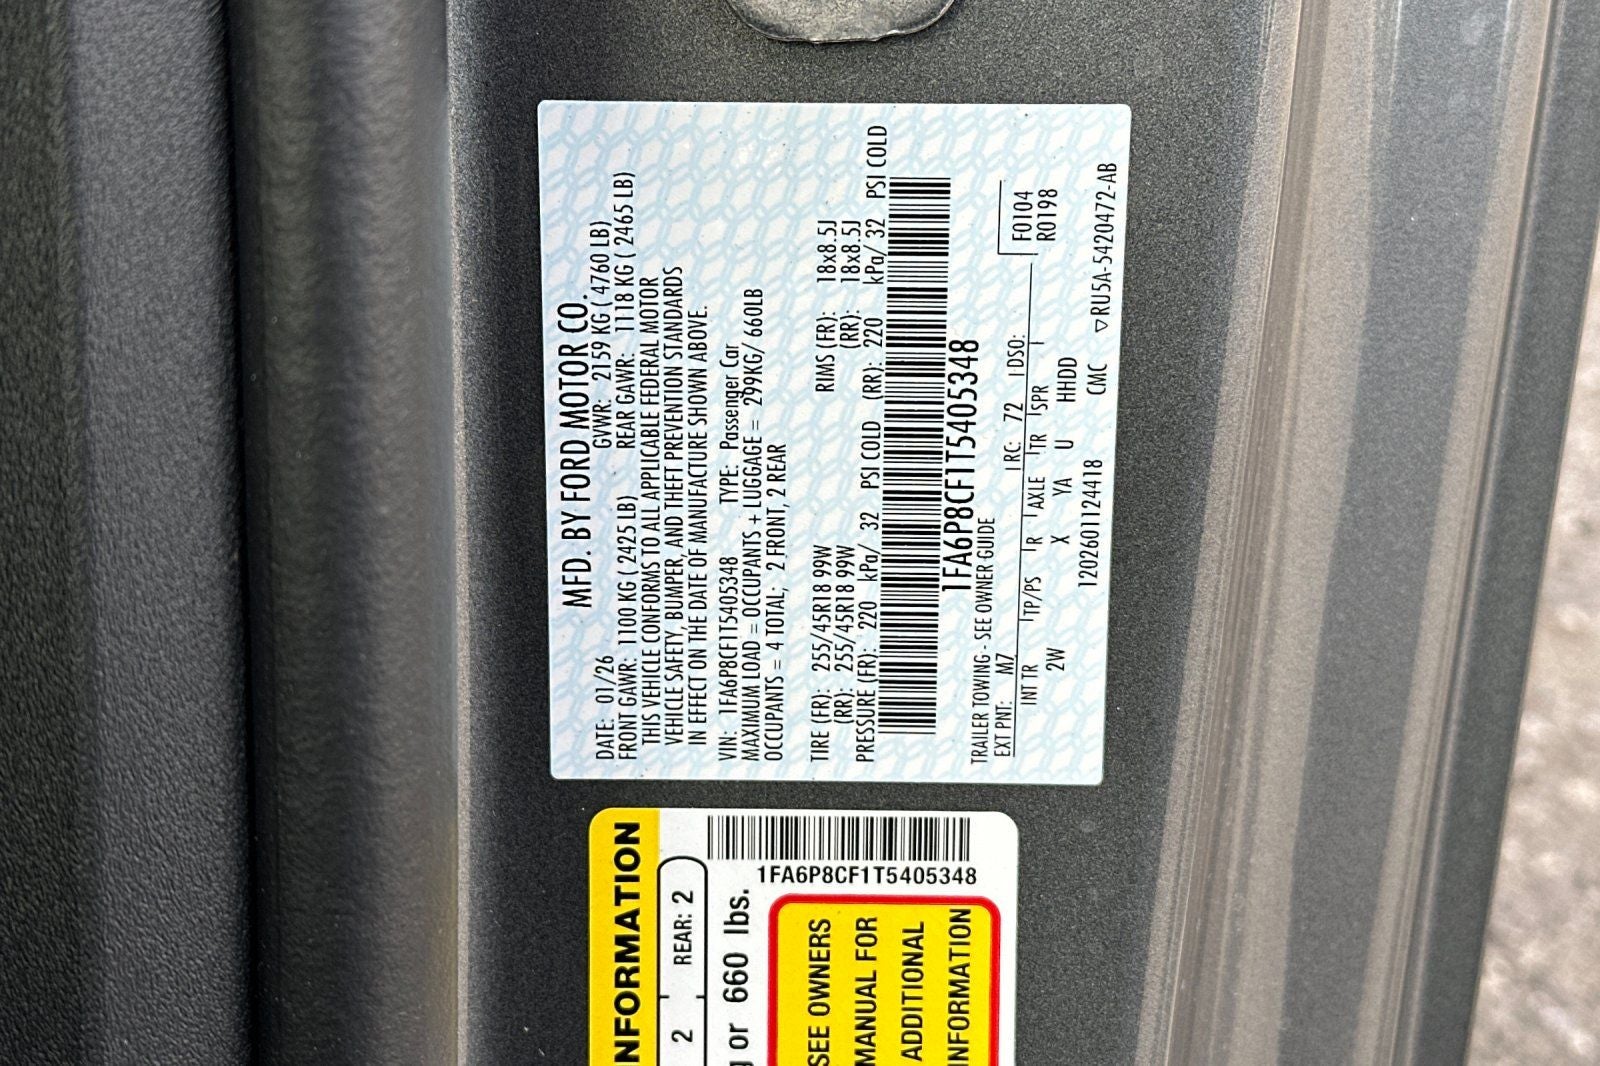 MFD. BY FORD MOTOR CO.
DATE: 01/26 GVWR: 2159 KG ( 4760 LB)
FRONT GAWR: 1100 KG ( 2425 LB) REAR GAWR: 1118 KG ( 2465 LB)
THIS VEHICLE CONFORMS TO ALL APPLICABLE FEDERAL MOTOR
VEHICLE SAFETY, BUMPER, AND THEFT PREVENTION STANDARDS
IN EFFECT ON THE DATE OF MANUFACTURE SHOWN ABOVE.
VIN: 1FA6P8CF1T5405348 TYPE: Passenger Car
MAXIMUM LOAD = OCCUPANTS + LUGGAGE = 299KG/ 660LB
OCCUPANTS = 4 TOTAL; 2 FRONT, 2 REAR
TIRE (FR): 255/45R18 99W RIMS (FR): 18x8.5J
(RR): 255/45R18 99W (RR): 18x8.5J
PRESSURE (FR): 220 kPa/ 32 PSI COLD (RR): 220 kPa/ 32 PSI COLD
1FA6P8CF1T5405348
TRAILER TOWING - SEE OWNER GUIDE
EXT PNT: M7 RC: 72 DSO: F0104
R0198
INT TR TP/PS R AXLE TR SPR
2W X YA U HHDD
1202601124418 CMC ▽RU5A-5420472-AB
NFORMATION
2 REAR: 2
or 660 lbs.
1FA6P8CF1T5405348
SEE OWNERS
MANUAL FOR
ADDITIONAL
INFORMATION